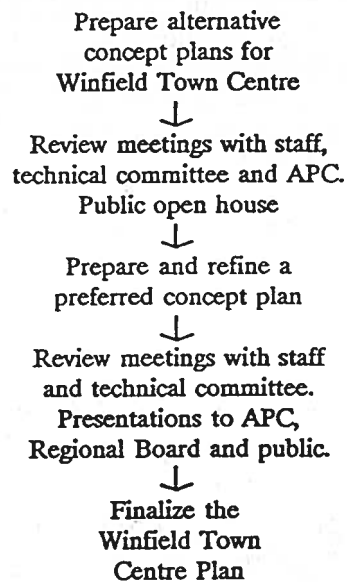 Prepare alternative
concept plans for
Winfield Town Centre
Review meetings with staff,
technical committee and APC.
Public open house
Prepare and refine a
preferred concept plan
Review meetings with staff
and technical committee.
Presentations to APC,
Regional Board and public.
Finalize the
Winfield Town
Centre Plan